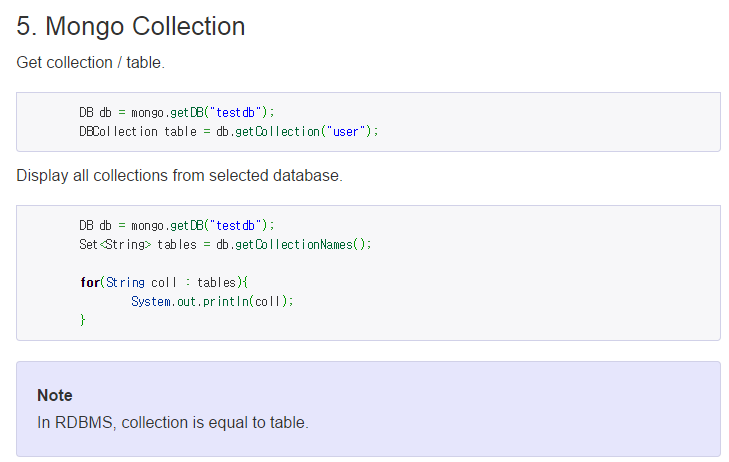 5. Mongo Collection
Get collection / table.
DB db = mongo.getDB("testdb");
DBCollection table = db.getCollection("user");
Display all collections from selected database.
DB db = mongo.getDB("testdb");
Set<String> tables = db.getCollectionNames();
for(String coll : tables){
System.out.println(coll);
}
Note
In RDBMS, collection is equal to table.